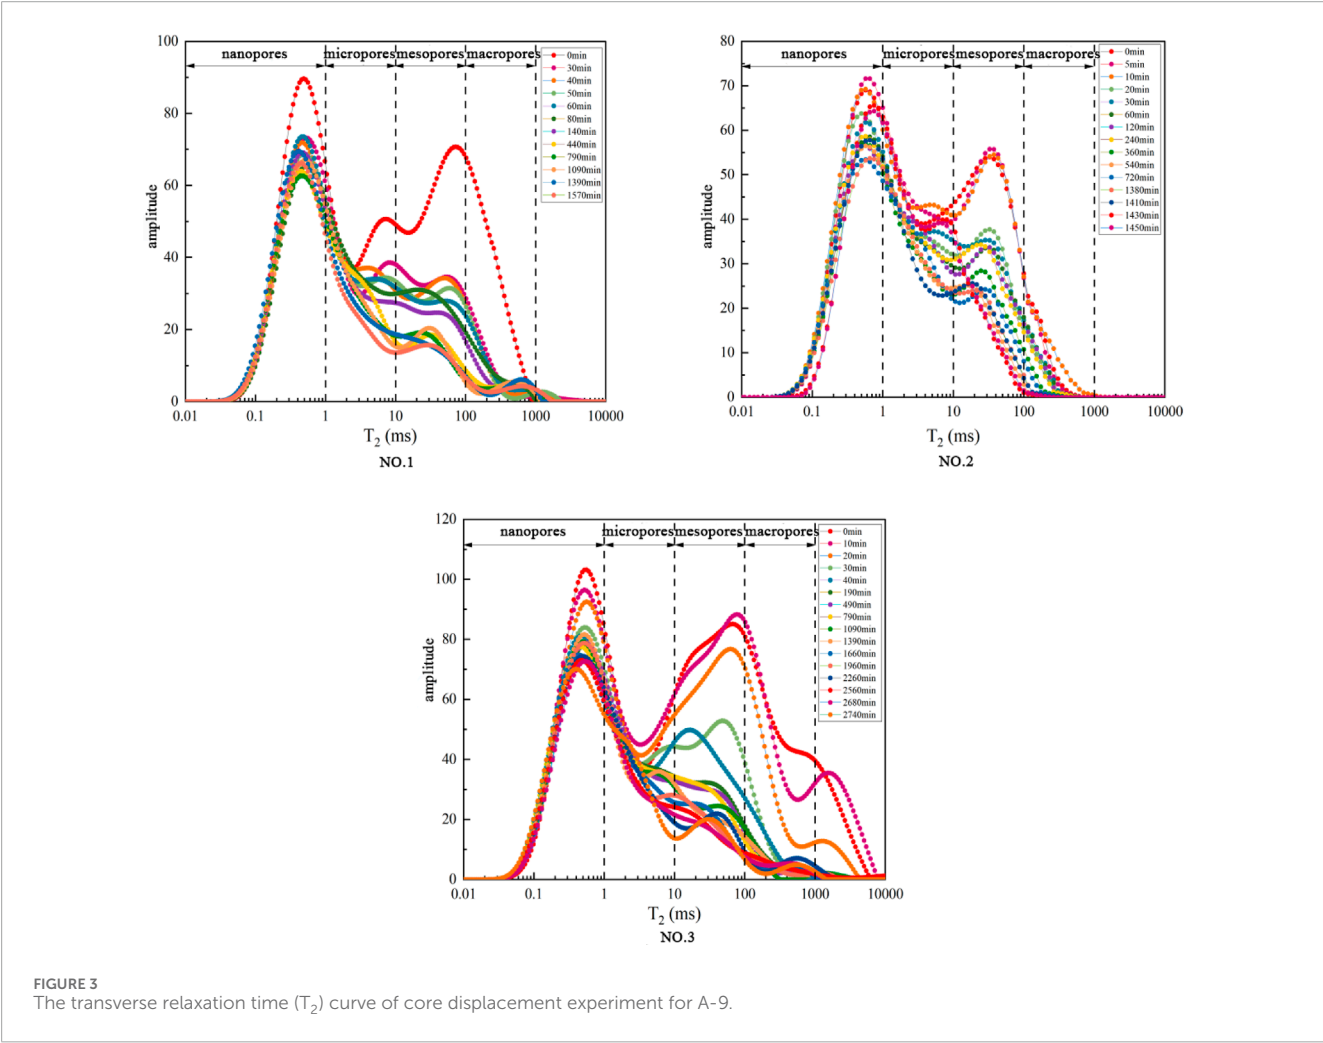 nanopores micropores mesopores macropores
100
80
60
40
20
0
amplitude
0.01 0.1 1 10 100 1000 10000
T₂ (ms)
NO.1
0min
30min
40min
50min
60min
80min
140min
440min
790min
1090min
1390min
1570min
nanopores micropores mesopores macropores
80
70
60
50
40
30
20
10
0
amplitude
0.01 0.1 1 10 100 1000 10000
T₂ (ms)
NO.2
0min
5min
10min
20min
30min
60min
120min
240min
360min
540min
720min
1380min
1410min
1430min
1450min
nanopores micropores mesopores macropores
120
100
80
60
40
20
0
amplitude
0.01 0.1 1 10 100 1000 10000
T₂ (ms)
NO.3
0min
10min
20min
30min
40min
190min
490min
790min
1090min
1390min
1660min
1960min
2260min
2560min
2680min
2740min
FIGURE 3
The transverse relaxation time (T₂) curve of core displacement experiment for A-9.